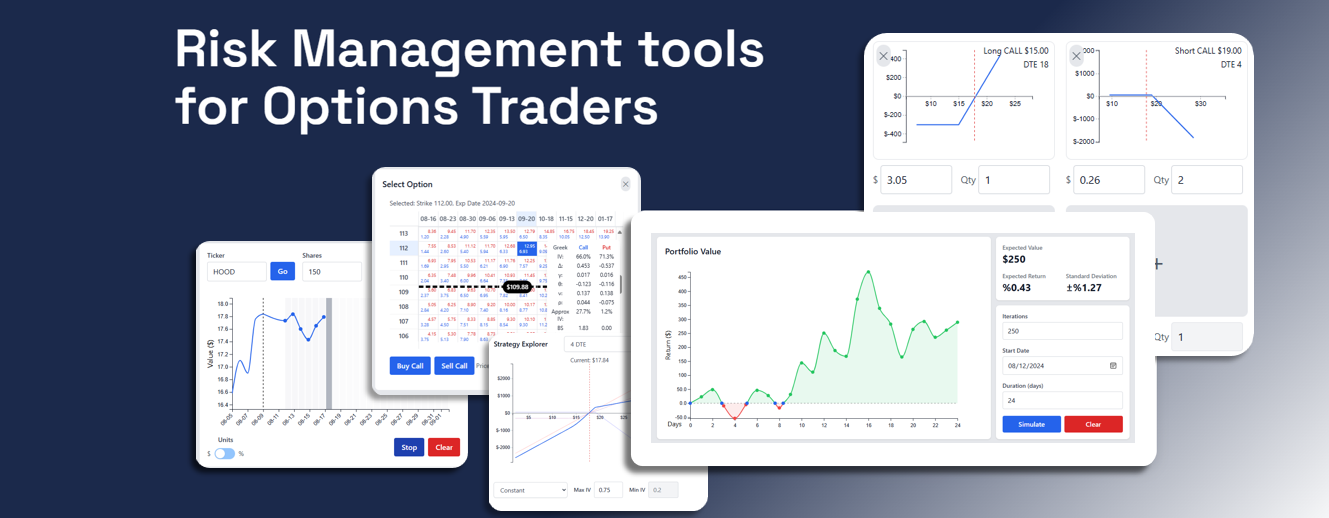 Risk Management tools
for Options Traders
Ticker
Shares
HOOD
Go
150
18.0
17.8
17.6
17.4
17.2
17.0
16.8
16.6
16.4
Value ($)
08-05
08-07
08-09
08-11
08-13
08-15
08-17
08-19
08-21
08-23
08-25
08-27
08-29
08-31
09-01
Units
$
%
Stop
Clear
Select Option
Selected: Strike 112.00, Exp Date 2024-09-20
08-16 08-23 08-30 09-06 09-13 09-20 10-18 11-15 12-20 01-17
113
112
111
110
109
108
107
106
$109.88
Greek Call Put
IV: 66.0% 71.3%
Δ: 0.453 -0.537
γ: 0.017 0.016
θ: -0.123 -0.116
ν: 0.137 0.138
ρ: 0.044 -0.075
Approx IV: 27.7% 1.2%
BS 1.83 0.00
Buy Call
Sell Call
Price
Strategy Explorer
4 DTE
Current: $17.84
$2000
$1000
$0
$-1000
$-2000
$5 $10 $15 $20 $25
Constant
Max IV
0.75
Min IV
0.2
Long CALL $15.00
DTE 18
$400
$200
$0
$-200
$-400
$10 $15 $20 $25
$ 3.05 Qty 1
Short CALL $19.00
DTE 4
$2000
$1000
$0
$-1000
$-2000
$10 $20 $30
$ 0.26 Qty 2
+
Qty 1
Portfolio Value
450
400
350
300
250
200
150
100
50.0
0.00
-50.0
Return ($)
Days
0 2 4 6 8 10 12 14 16 18 20 22 24
Expected Value
$250
Expected Return
%0.43
Standard Deviation
±%1.27
Iterations
250
Start Date
08/12/2024
Duration (days)
24
Simulate
Clear